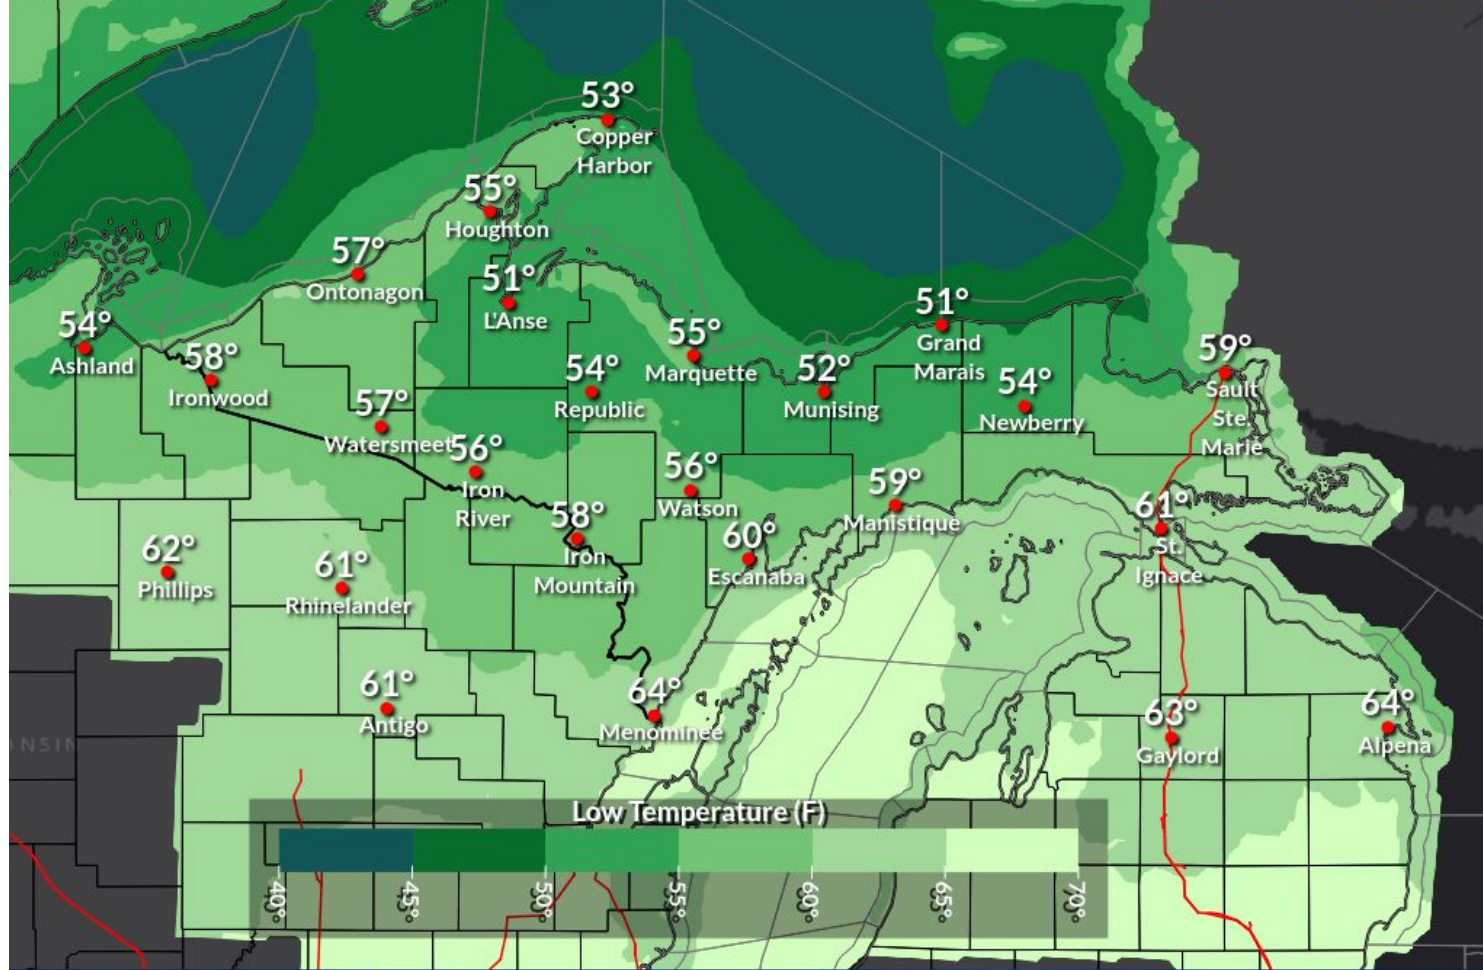 53°
Copper
Harbor
55°
Houghton
57°
Ontonagon
51°
L'Anse
51°
Grand
Marais
54°
Ashland
58°
Ironwood
55°
Marquette
52°
Munising
59°
Sault
Ste.
Marie
54°
Republic
54°
Newberry
57°
Watersmeet
56°
Iron
River
56°
Watson
59°
Manistique
58°
Iron
Mountain
60°
Escanaba
61°
St.
Ignace
62°
Phillips
61°
Rhinelander
61°
Antigo
64°
Menominee
63°
Gaylord
64°
Alpena
ONSIN
Low Temperature (F)
40°
45°
50°
55°
60°
65°
70°